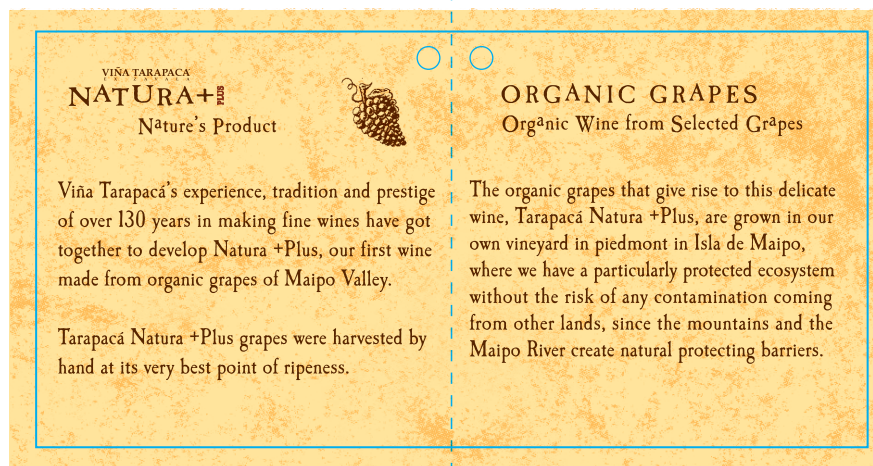 VIÑA TARAPACA
EX ZAVALA
NATURA+ PLUS
Nature's Product
Viña Tarapacá's experience, tradition and prestige
of over 130 years in making fine wines have got
together to develop Natura +Plus, our first wine
made from organic grapes of Maipo Valley.
Tarapacá Natura +Plus grapes were harvested by
hand at its very best point of ripeness.
ORGANIC GRAPES
Organic Wine from Selected Grapes
The organic grapes that give rise to this delicate
wine, Tarapacá Natura +Plus, are grown in our
own vineyard in piedmont in Isla de Maipo,
where we have a particularly protected ecosystem
without the risk of any contamination coming
from other lands, since the mountains and the
Maipo River create natural protecting barriers.